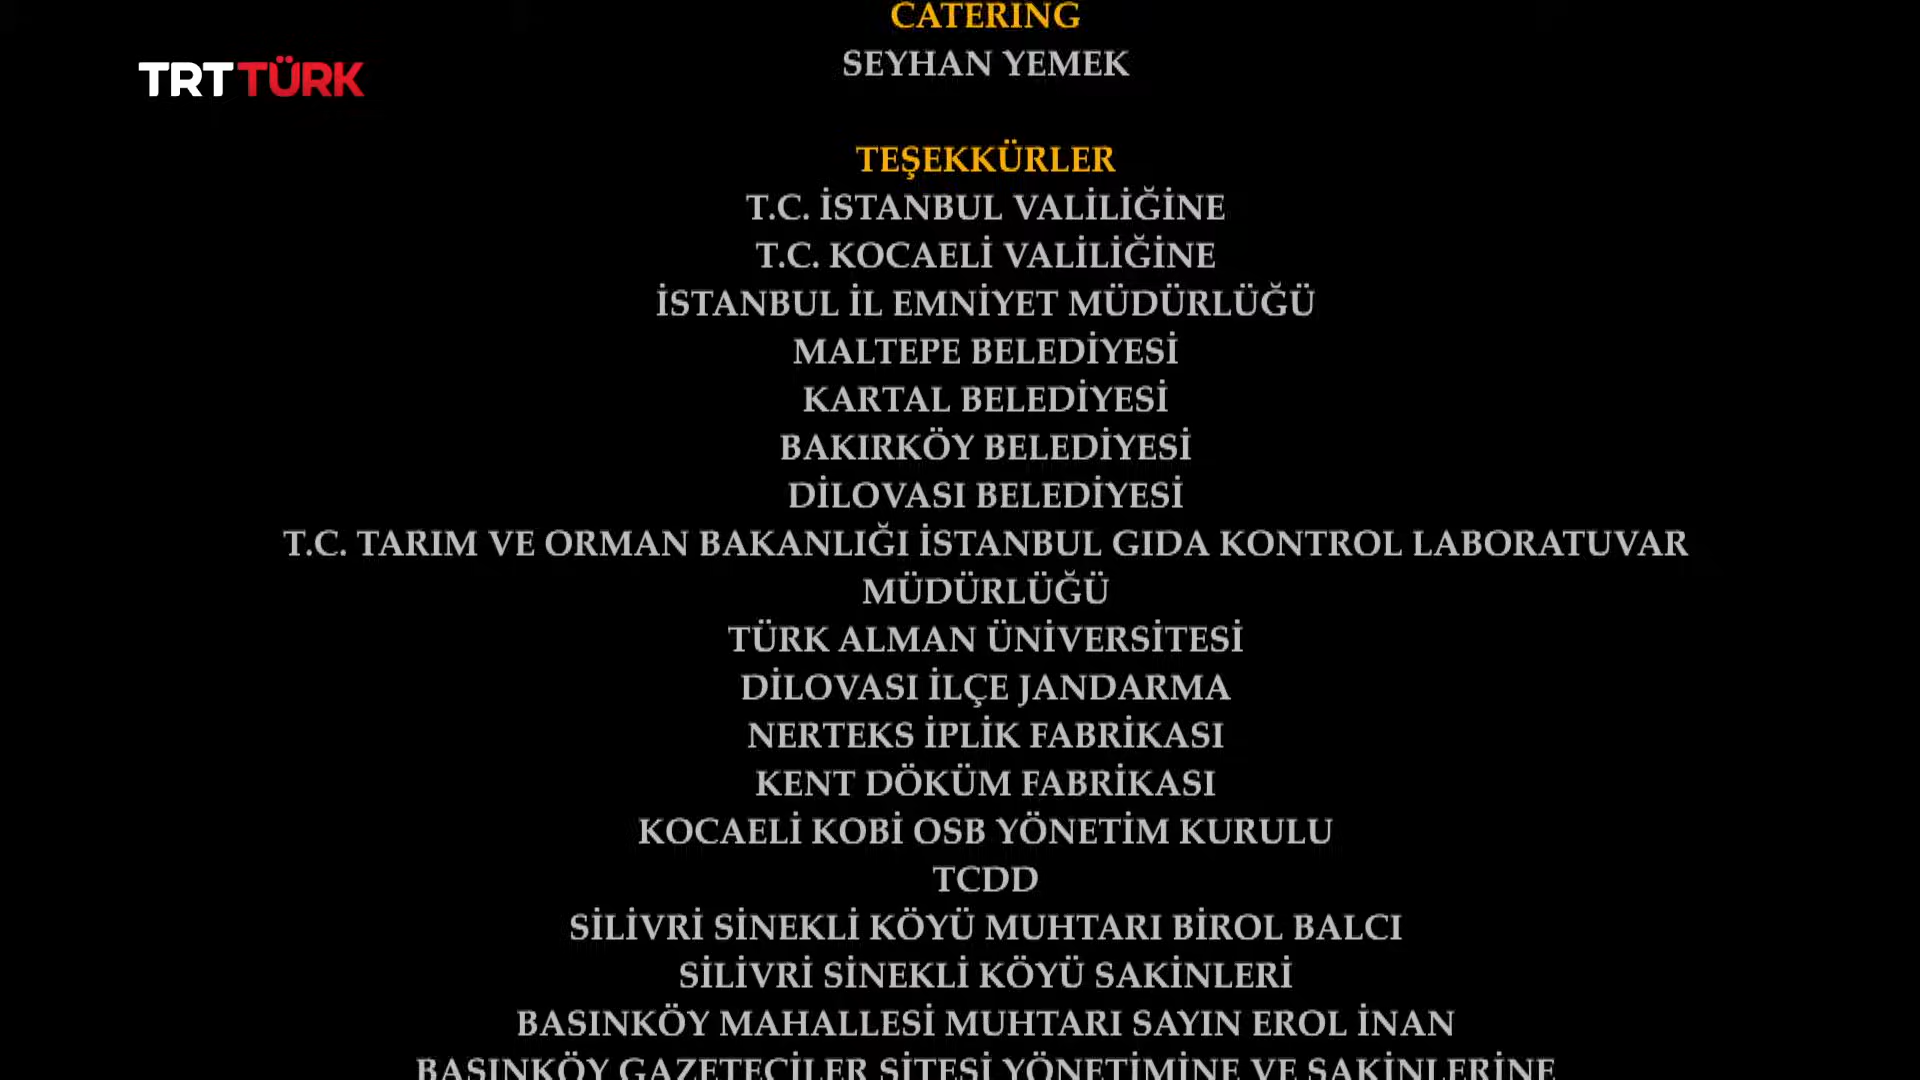 CATERING
TRT TÜRK
SEYHAN YEMEK
TEŞEKKÜRLER
T.C. İSTANBUL VALİLİĞİNE
T.C. KOCAELİ VALİLİĞİNE
İSTANBUL İL EMNİYET MÜDÜRLÜĞÜ
MALTEPE BELEDİYESİ
KARTAL BELEDİYESİ
BAKIRKÖY BELEDİYESİ
DİLOVASI BELEDİYESİ
T.C. TARIM VE ORMAN BAKANLIĞI İSTANBUL GIDA KONTROL LABORATUVAR
MÜDÜRLÜĞÜ
TÜRK ALMAN ÜNİVERSİTESİ
DİLOVASI İLÇE JANDARMA
NERTEKS İPLİK FABRİKASI
KENT DÖKÜM FABRİKASI
KOCAELİ KOBİ OSB YÖNETİM KURULU
TCDD
SİLİVRİ SİNEKLİ KÖYÜ MUHTARI BİROL BALCI
SİLİVRİ SİNEKLİ KÖYÜ SAKİNLERİ
BASINKÖY MAHALLESİ MUHTARI SAYIN EROL İNAN
BASINKÖY GAZETECİLER SİTESİ YÖNETİMİNE VE SAKİNLERİNE